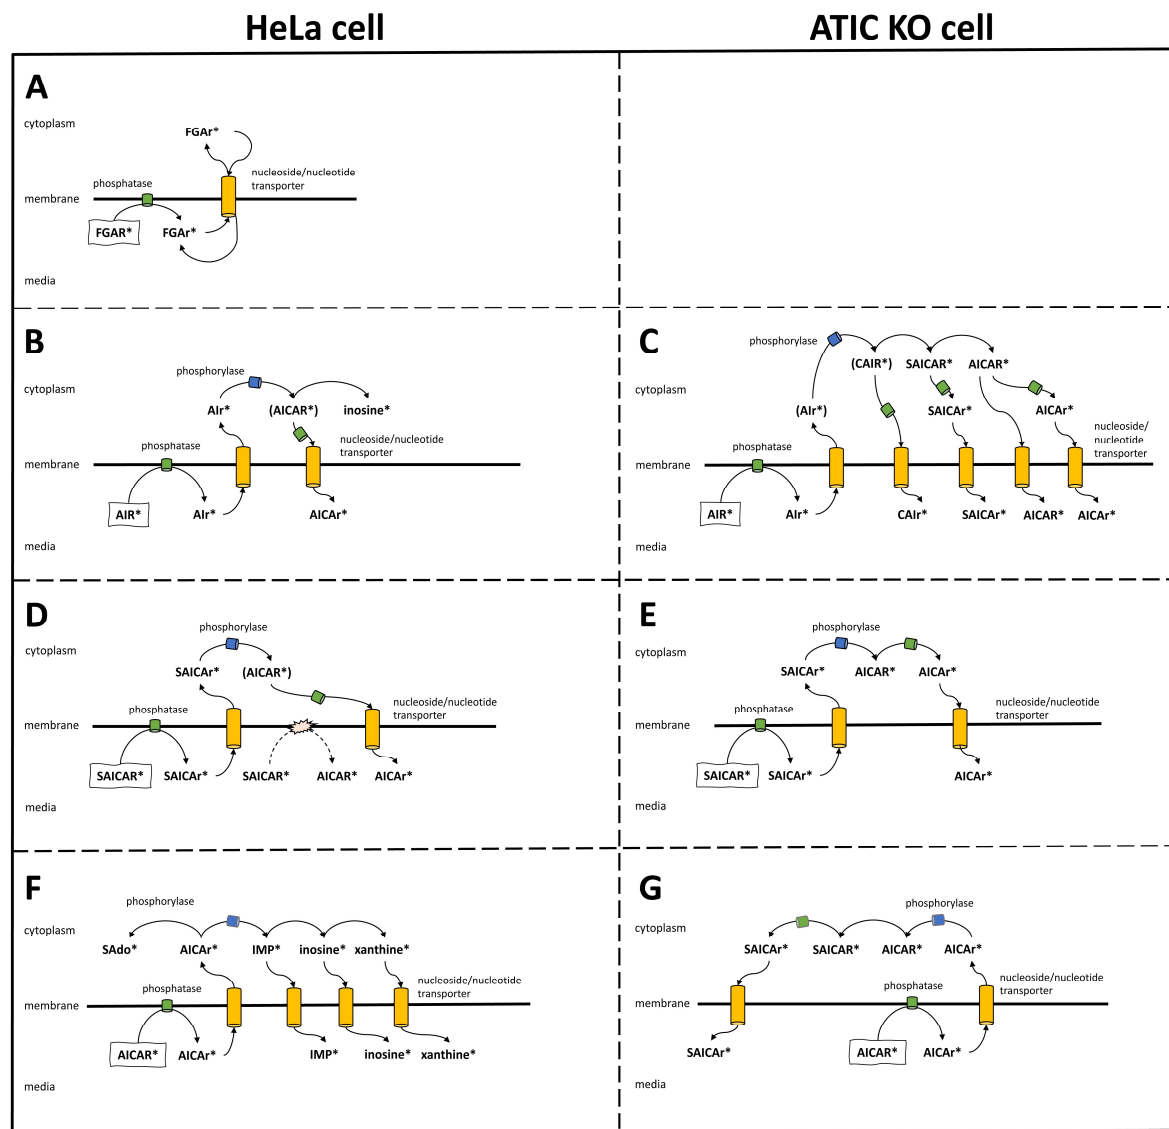 HeLa cell
ATIC KO cell
A
cytoplasm
FGAr*
nucleoside/nucleotide
transporter
phosphatase
membrane
FGAR*
FGAr*
media
B
phosphorylase
cytoplasm
AIr*
(AICAR*)
inosine*
phosphatase
nucleoside/nucleotide
transporter
membrane
AIR*
AIr*
AICAr*
media
C
phosphorylase
(CAIR*)
SAICAR*
AICAR*
cytoplasm
(AIr*)
SAICAr*
AICAr*
nucleoside/
nucleotide
transporter
phosphatase
membrane
AIR*
AIr*
CAIr*
SAICAr*
AICAR*
AICAr*
media
D
phosphorylase
cytoplasm
SAICAr*
(AICAR*)
phosphatase
nucleoside/nucleotide
transporter
membrane
SAICAR*
SAICAr*
SAICAR*
AICAR*
AICAr*
media
E
phosphorylase
cytoplasm
SAICAr*
AICAR*
AICAr*
phosphatase
nucleoside/nucleotide
transporter
membrane
SAICAR*
SAICAr*
AICAr*
media
F
phosphorylase
cytoplasm
SAdo*
AICAr*
IMP*
inosine*
xanthine*
phosphatase
nucleoside/nucleotide
transporter
membrane
AICAR*
AICAr*
IMP*
inosine*
xanthine*
media
G
phosphorylase
cytoplasm
SAICAr*
SAICAR*
AICAR*
AICAr*
phosphatase
nucleoside/nucleotide
transporter
membrane
SAICAr*
AICAR*
AICAr*
media